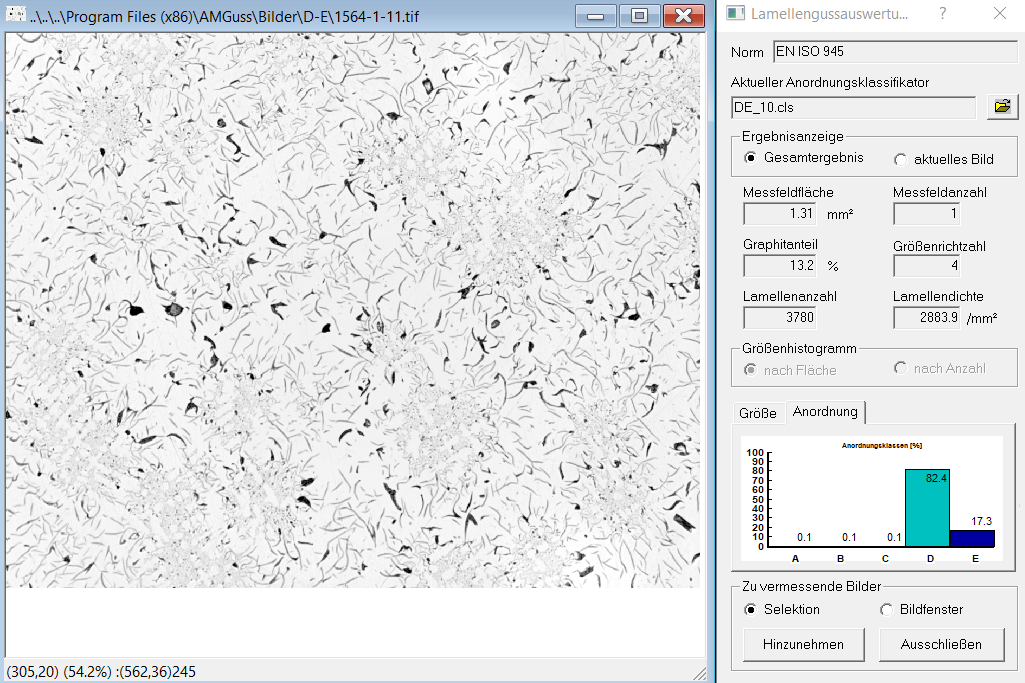 ..\..\..\Program Files (x86)\AMGuss\Bilder\D-E\1564-1-11.tif
(305,20) (54.2%) :(562,36)245
Lamellengussauswertu... ?
Norm EN ISO 945
Aktueller Anordnungsklassifikator
DE_10.cls
Ergebnisanzeige
Gesamtergebnis aktuelles Bild
Messfeldfläche Messfeldanzahl
1.31 mm² 1
Graphitanteil Größenrichtzahl
13.2 % 4
Lamellenanzahl Lamellendichte
3780 2883.9 /mm²
Größenhistogramm
nach Fläche nach Anzahl
Größe Anordnung
Anordnungsklassen [%]
100
90
80
70
60
50
40
30
20
10
0
0.1 0.1 0.1 82.4 17.3
A B C D E
Zu vermessende Bilder
Selektion Bildfenster
Hinzunehmen Ausschließen